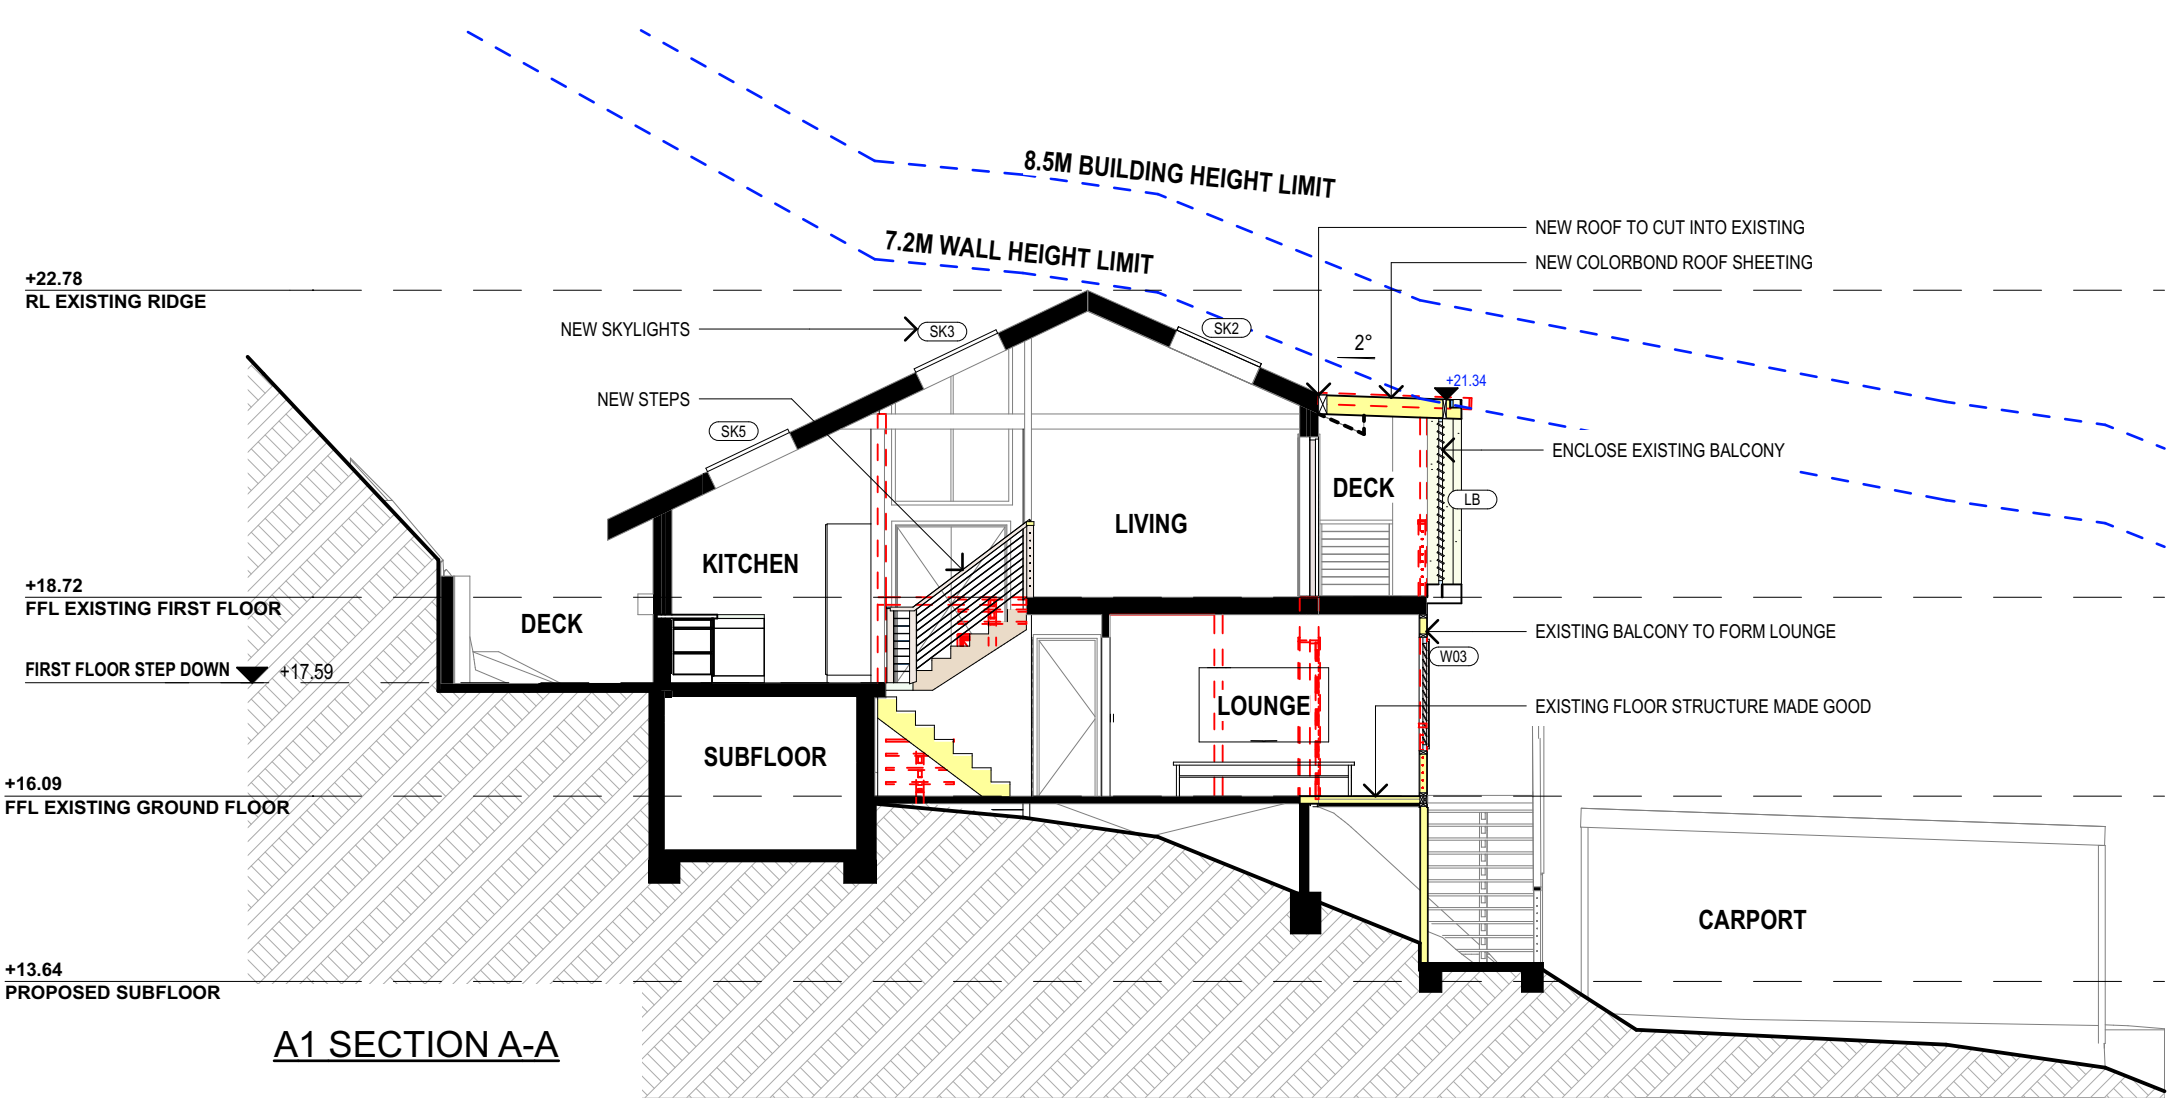 8.5M BUILDING HEIGHT LIMIT
7.2M WALL HEIGHT LIMIT
NEW ROOF TO CUT INTO EXISTING
NEW COLORBOND ROOF SHEETING
+22.78
RL EXISTING RIDGE
NEW SKYLIGHTS
SK3
SK2
2°
+21.34
NEW STEPS
SK5
ENCLOSE EXISTING BALCONY
DECK
LB
LIVING
KITCHEN
+18.72
FFL EXISTING FIRST FLOOR
DECK
EXISTING BALCONY TO FORM LOUNGE
W03
FIRST FLOOR STEP DOWN
+17.59
LOUNGE
EXISTING FLOOR STRUCTURE MADE GOOD
SUBFLOOR
+16.09
FFL EXISTING GROUND FLOOR
CARPORT
+13.64
PROPOSED SUBFLOOR
A1 SECTION A-A